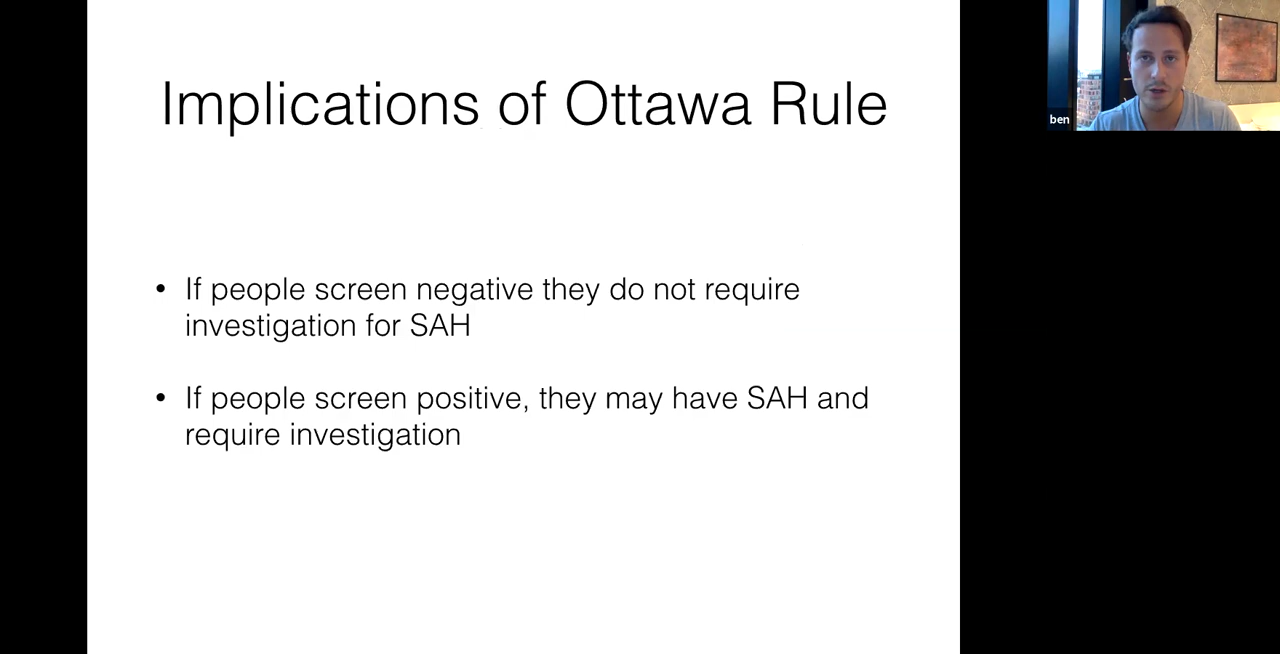 Implications of Ottawa Rule
• If people screen negative they do not require
investigation for SAH
• If people screen positive, they may have SAH and
require investigation
ben